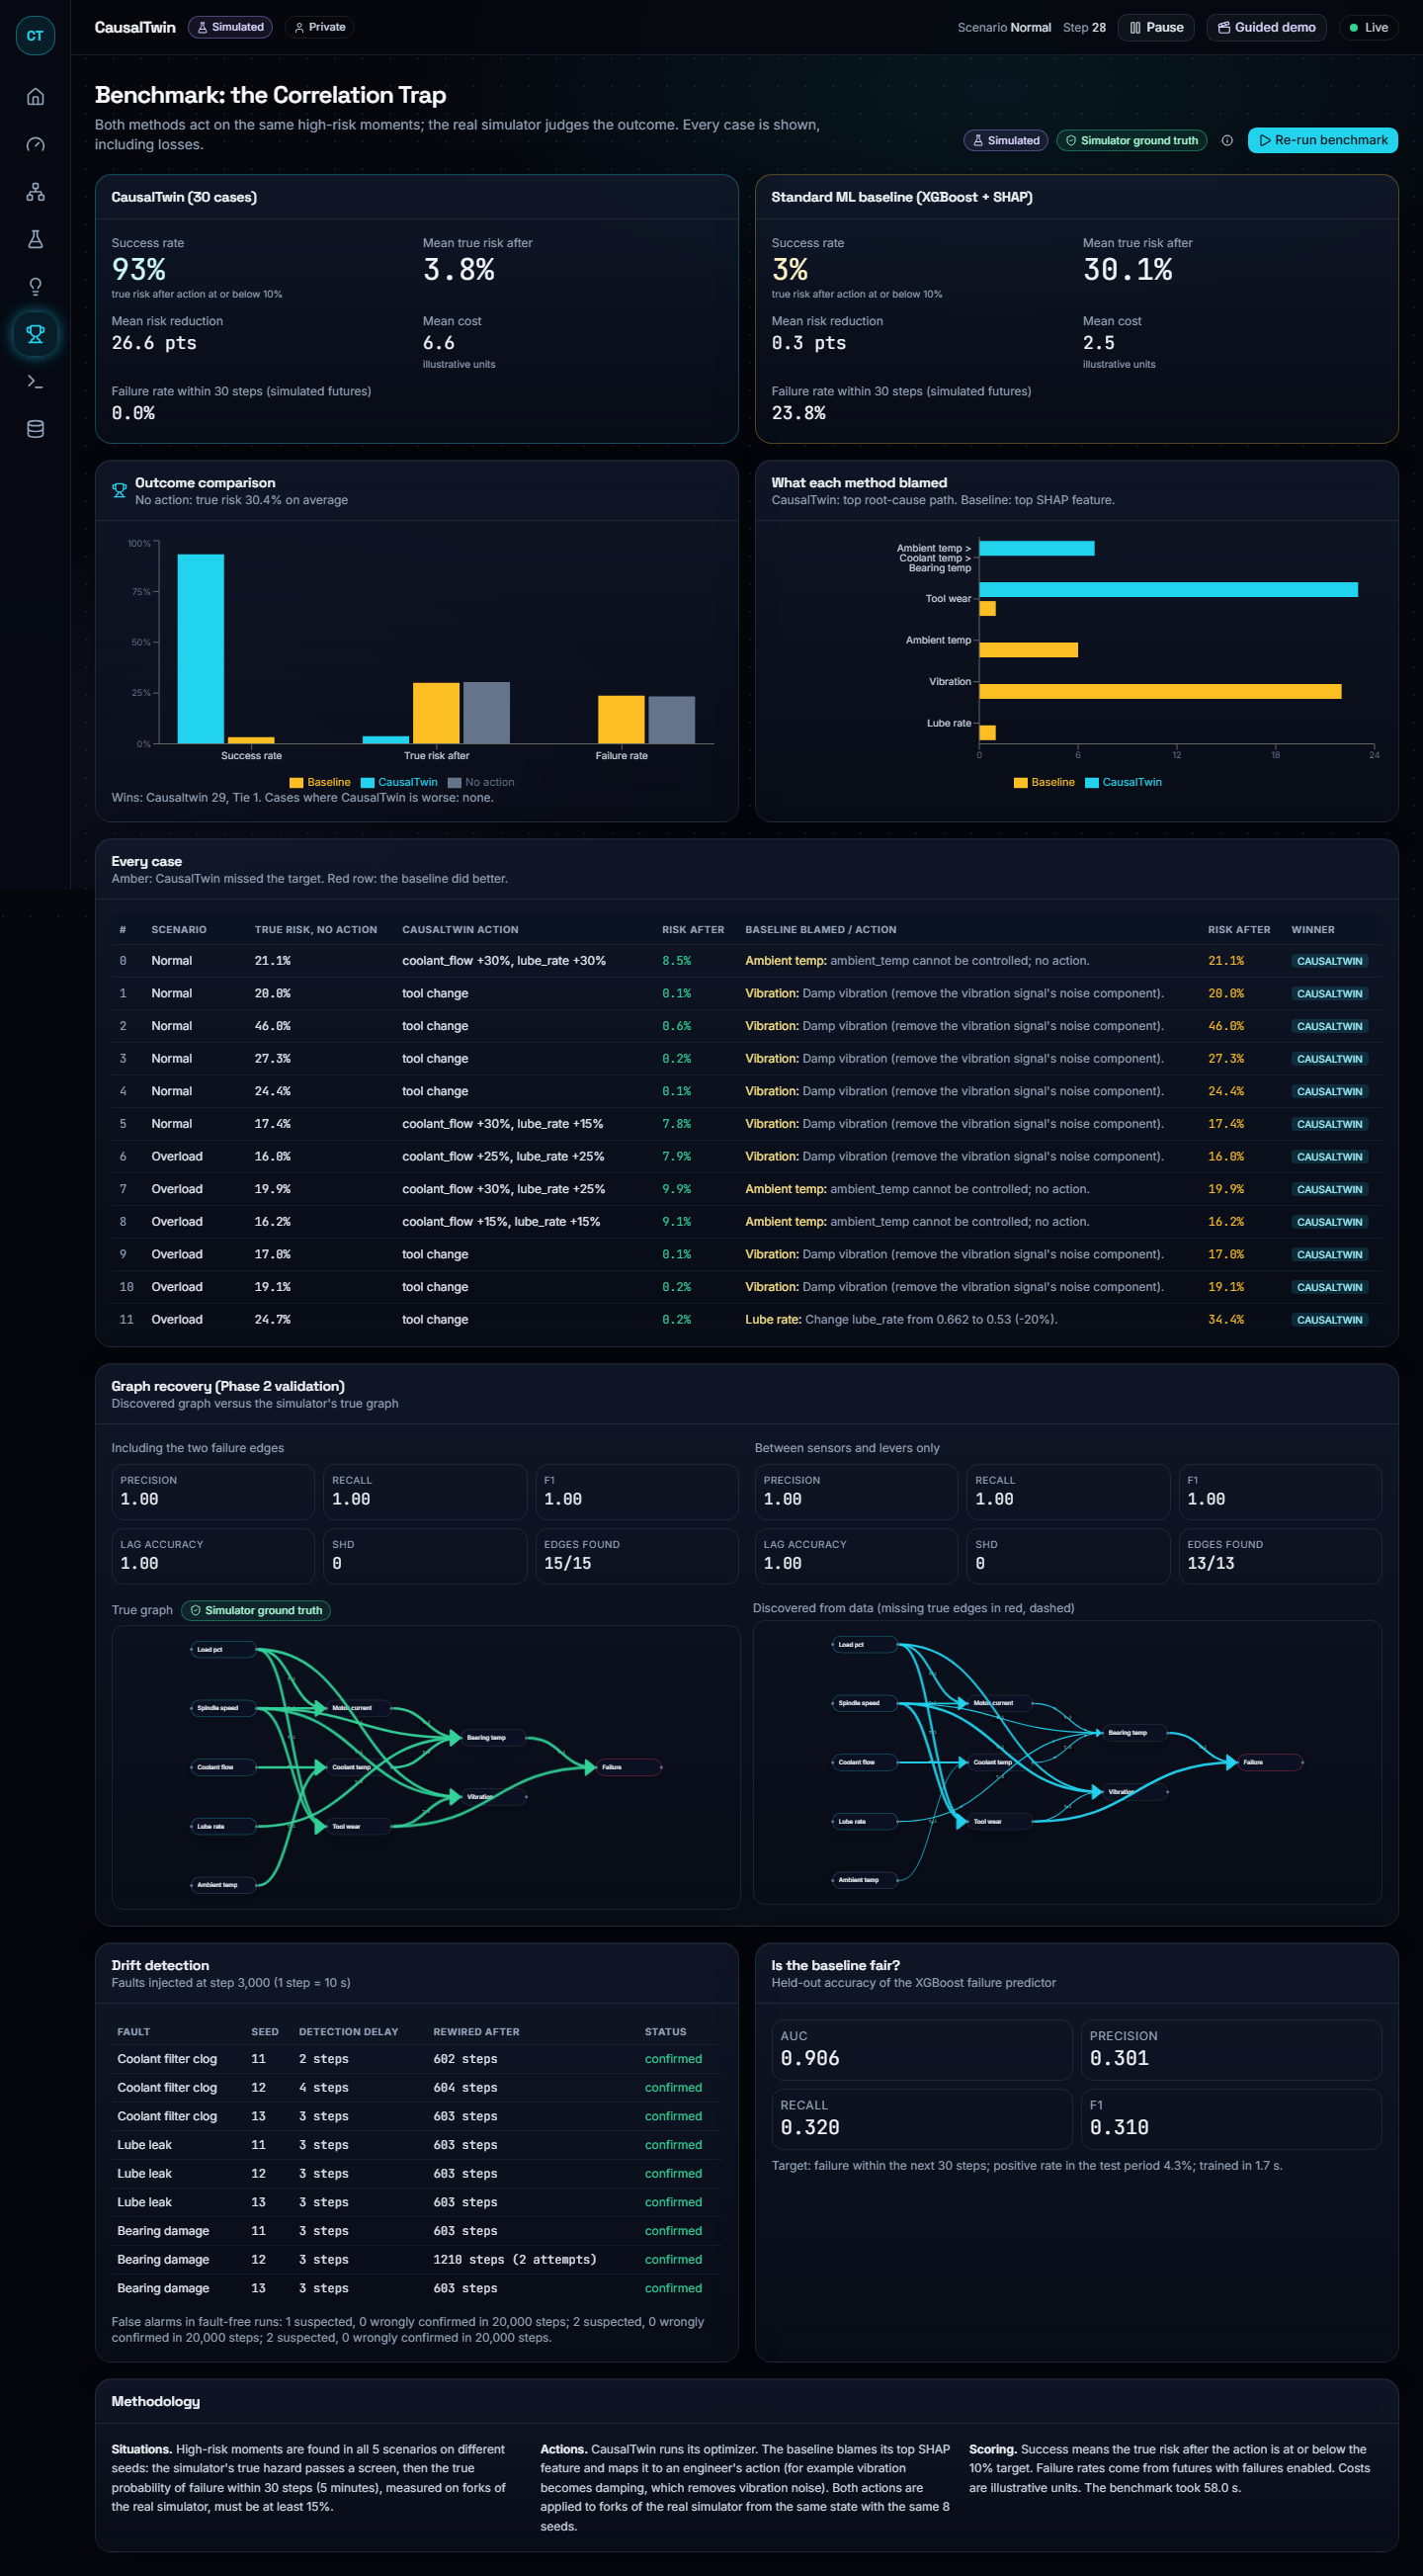 CT
CausalTwin
Simulated
Private
Scenario Normal
Step 28
Pause
Guided demo
Live
Benchmark: the Correlation Trap
Both methods act on the same high-risk moments; the real simulator judges the outcome. Every case is shown,
including losses.
Simulated
Simulator ground truth
Re-run benchmark
CausalTwin (30 cases)
Success rate
93%
true risk after action at or below 10%
Mean true risk after
3.8%
Mean risk reduction
26.6 pts
Mean cost
6.6
illustrative units
Failure rate within 30 steps (simulated futures)
0.0%
Standard ML baseline (XGBoost + SHAP)
Success rate
3%
true risk after action at or below 10%
Mean true risk after
30.1%
Mean risk reduction
0.3 pts
Mean cost
2.5
illustrative units
Failure rate within 30 steps (simulated futures)
23.8%
Outcome comparison
No action: true risk 30.4% on average
100%
75%
50%
25%
0%
Success rate
True risk after
Failure rate
Baseline
CausalTwin
No action
Wins: Causaltwin 29, Tie 1. Cases where CausalTwin is worse: none.
What each method blamed
CausalTwin: top root-cause path. Baseline: top SHAP feature.
Ambient temp >
Coolant temp >
Bearing temp
Tool wear
Ambient temp
Vibration
Lube rate
0
6
12
18
24
Baseline
CausalTwin
Every case
Amber: CausalTwin missed the target. Red row: the baseline did better.
# SCENARIO TRUE RISK, NO ACTION CAUSALTWIN ACTION RISK AFTER BASELINE BLAMED / ACTION RISK AFTER WINNER
0 Normal 21.1% coolant_flow +30%, lube_rate +30% 8.5% Ambient temp: ambient_temp cannot be controlled; no action. 21.1% CAUSALTWIN
1 Normal 20.0% tool change 0.1% Vibration: Damp vibration (remove the vibration signal's noise component). 20.0% CAUSALTWIN
2 Normal 46.0% tool change 0.6% Vibration: Damp vibration (remove the vibration signal's noise component). 46.0% CAUSALTWIN
3 Normal 27.3% tool change 0.2% Vibration: Damp vibration (remove the vibration signal's noise component). 27.3% CAUSALTWIN
4 Normal 24.4% tool change 0.1% Vibration: Damp vibration (remove the vibration signal's noise component). 24.4% CAUSALTWIN
5 Normal 17.4% coolant_flow +30%, lube_rate +15% 7.8% Vibration: Damp vibration (remove the vibration signal's noise component). 17.4% CAUSALTWIN
6 Overload 16.0% coolant_flow +25%, lube_rate +25% 7.9% Vibration: Damp vibration (remove the vibration signal's noise component). 16.0% CAUSALTWIN
7 Overload 19.9% coolant_flow +30%, lube_rate +25% 9.9% Ambient temp: ambient_temp cannot be controlled; no action. 19.9% CAUSALTWIN
8 Overload 16.2% coolant_flow +15%, lube_rate +15% 9.1% Ambient temp: ambient_temp cannot be controlled; no action. 16.2% CAUSALTWIN
9 Overload 17.0% tool change 0.1% Vibration: Damp vibration (remove the vibration signal's noise component). 17.0% CAUSALTWIN
10 Overload 19.1% tool change 0.2% Vibration: Damp vibration (remove the vibration signal's noise component). 19.1% CAUSALTWIN
11 Overload 24.7% tool change 0.2% Lube rate: Change lube_rate from 0.662 to 0.53 (-20%). 34.4% CAUSALTWIN
Graph recovery (Phase 2 validation)
Discovered graph versus the simulator's true graph
Including the two failure edges
PRECISION
1.00
RECALL
1.00
F1
1.00
LAG ACCURACY
1.00
SHD
0
EDGES FOUND
15/15
Between sensors and levers only
PRECISION
1.00
RECALL
1.00
F1
1.00
LAG ACCURACY
1.00
SHD
0
EDGES FOUND
13/13
True graph
Simulator ground truth
Load pct
Spindle speed
Motor current
Bearing temp
Coolant flow
Coolant temp
Failure
Vibration
Lube rate
Tool wear
Ambient temp
Discovered from data (missing true edges in red, dashed)
Load pct
Spindle speed
Motor current
Bearing temp
Coolant flow
Coolant temp
Failure
Vibration
Lube rate
Tool wear
Ambient temp
Drift detection
Faults injected at step 3,000 (1 step = 10 s)
FAULT SEED DETECTION DELAY REWIRED AFTER STATUS
Coolant filter clog 11 2 steps 602 steps confirmed
Coolant filter clog 12 4 steps 604 steps confirmed
Coolant filter clog 13 3 steps 603 steps confirmed
Lube leak 11 3 steps 603 steps confirmed
Lube leak 12 3 steps 603 steps confirmed
Lube leak 13 3 steps 603 steps confirmed
Bearing damage 11 3 steps 603 steps confirmed
Bearing damage 12 3 steps 1210 steps (2 attempts) confirmed
Bearing damage 13 3 steps 603 steps confirmed
False alarms in fault-free runs: 1 suspected, 0 wrongly confirmed in 20,000 steps; 2 suspected, 0 wrongly
confirmed in 20,000 steps; 2 suspected, 0 wrongly confirmed in 20,000 steps.
Is the baseline fair?
Held-out accuracy of the XGBoost failure predictor
AUC
0.906
PRECISION
0.301
RECALL
0.320
F1
0.310
Target: failure within the next 30 steps; positive rate in the test period 4.3%; trained in 1.7 s.
Methodology
Situations. High-risk moments are found in all 5 scenarios on different
seeds: the simulator's true hazard passes a screen, then the true
probability of failure within 30 steps (5 minutes), measured on forks of
the real simulator, must be at least 15%.
Actions. CausalTwin runs its optimizer. The baseline blames its top SHAP
feature and maps it to an engineer's action (for example vibration
becomes damping, which removes vibration noise). Both actions are
applied to forks of the real simulator from the same state with the same 8
seeds.
Scoring. Success means the true risk after the action is at or below the
10% target. Failure rates come from futures with failures enabled. Costs
are illustrative units. The benchmark took 58.0 s.